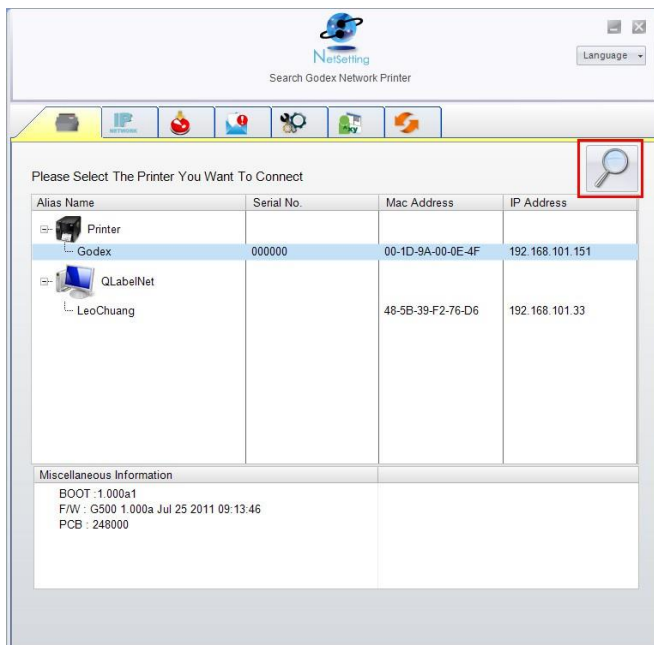 NetSetting
Language
Search Godex Network Printer
IP
NETWORK
Please Select The Printer You Want To Connect
Alias Name Serial No. Mac Address IP Address
Printer
Godex 000000 00-1D-9A-00-0E-4F 192.168.101.151
QLabelNet
LeoChuang 48-5B-39-F2-76-D6 192.168.101.33
Miscellaneous Information
BOOT :1.000a1
F/W : G500 1.000a Jul 25 2011 09:13:46
PCB : 248000